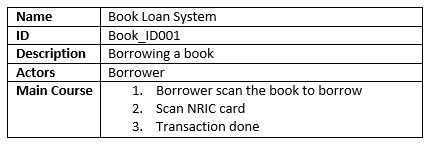 Name Book Loan System
ID Book_ID001
Description Borrowing a book
Actors Borrower
Main Course 1. Borrower scan the book to borrow
2. Scan NRIC card
3. Transaction done